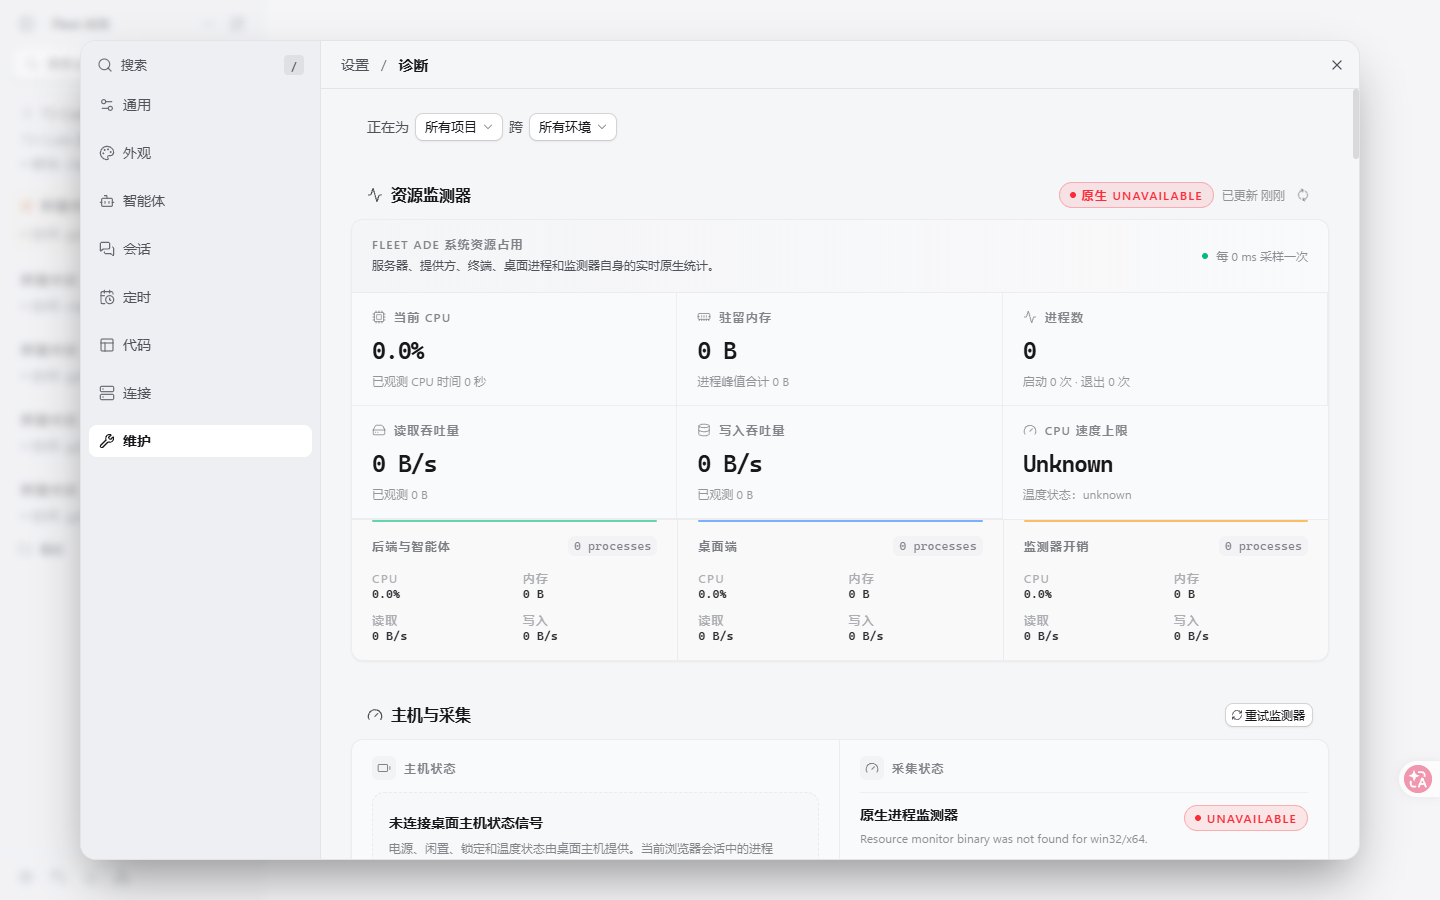 Fleet ADE
搜索 /
通用
外观
智能体
会话
定时
代码
连接
维护
设置 / 诊断
正在为 所有项目 跨 所有环境
资源监测器
原生 UNAVAILABLE 已更新 刚刚
FLEET ADE 系统资源占用
服务器、提供方、终端、桌面进程和监测器自身的实时原生统计。
每 0 ms 采样一次
当前 CPU
0.0%
已观测 CPU 时间 0 秒
驻留内存
0 B
进程峰值合计 0 B
进程数
0
启动 0 次 · 退出 0 次
读取吞吐量
0 B/s
已观测 0 B
写入吞吐量
0 B/s
已观测 0 B
CPU 速度上限
Unknown
温度状态：unknown
后端与智能体 0 processes
CPU 内存
0.0% 0 B
读取 写入
0 B/s 0 B/s
桌面端 0 processes
CPU 内存
0.0% 0 B
读取 写入
0 B/s 0 B/s
监测器开销 0 processes
CPU 内存
0.0% 0 B
读取 写入
0 B/s 0 B/s
主机与采集
重试监测器
主机状态
未连接桌面主机状态信号
电源、闲置、锁定和温度状态由桌面主机提供。当前浏览器会话中的进程
采集状态
原生进程监测器
UNAVAILABLE
Resource monitor binary was not found for win32/x64.